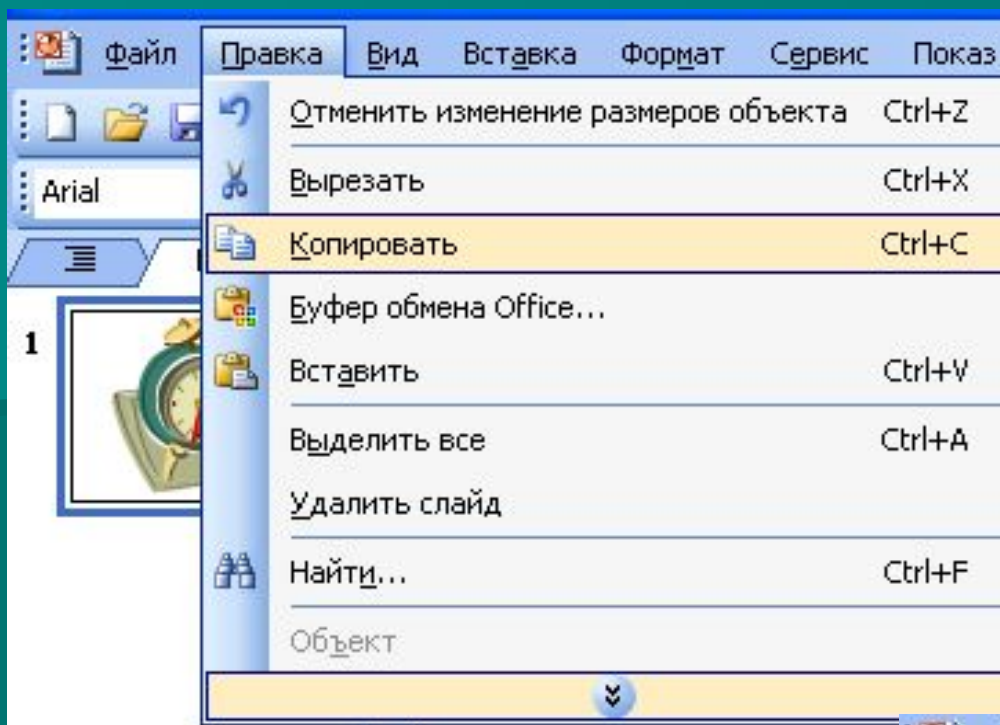 Файл Правка Вид Вставка Формат Сервис Показ
Отменить изменение размеров объекта Ctrl+Z
Arial
Вырезать Ctrl+X
Копировать Ctrl+C
Буфер обмена Office...
1
Вставить Ctrl+V
Выделить все Ctrl+A
Удалить слайд
Найти... Ctrl+F
Объект